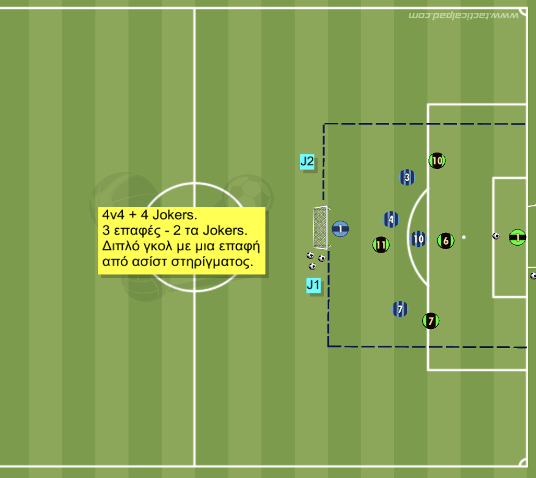 www.tacticalpad.com
J2
10
3
4
1
10
6
1
11
4v4 + 4 Jokers.
3 επαφές - 2 τα Jokers.
Διπλό γκολ με μια επαφή
από ασίστ στηρίγματος.
J1
7
7